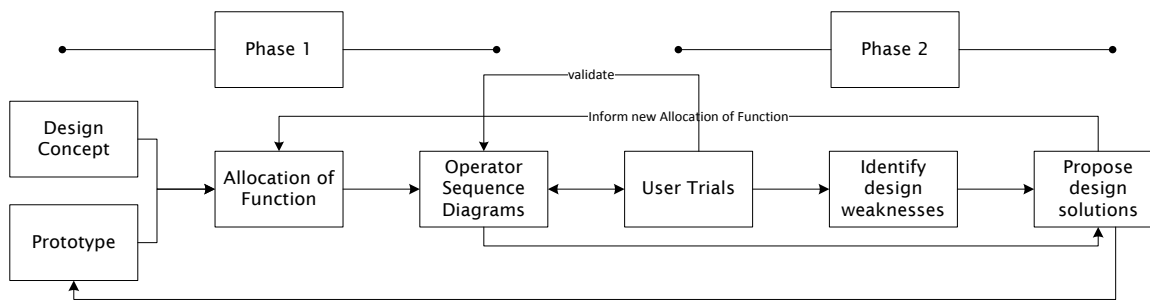 Phase 1
Phase 2
validate
Inform new Allocation of Function
Design
Concept
Allocation of
Function
Operator
Sequence
Diagrams
User Trials
Identify
design
weaknesses
Propose
design
solutions
Prototype